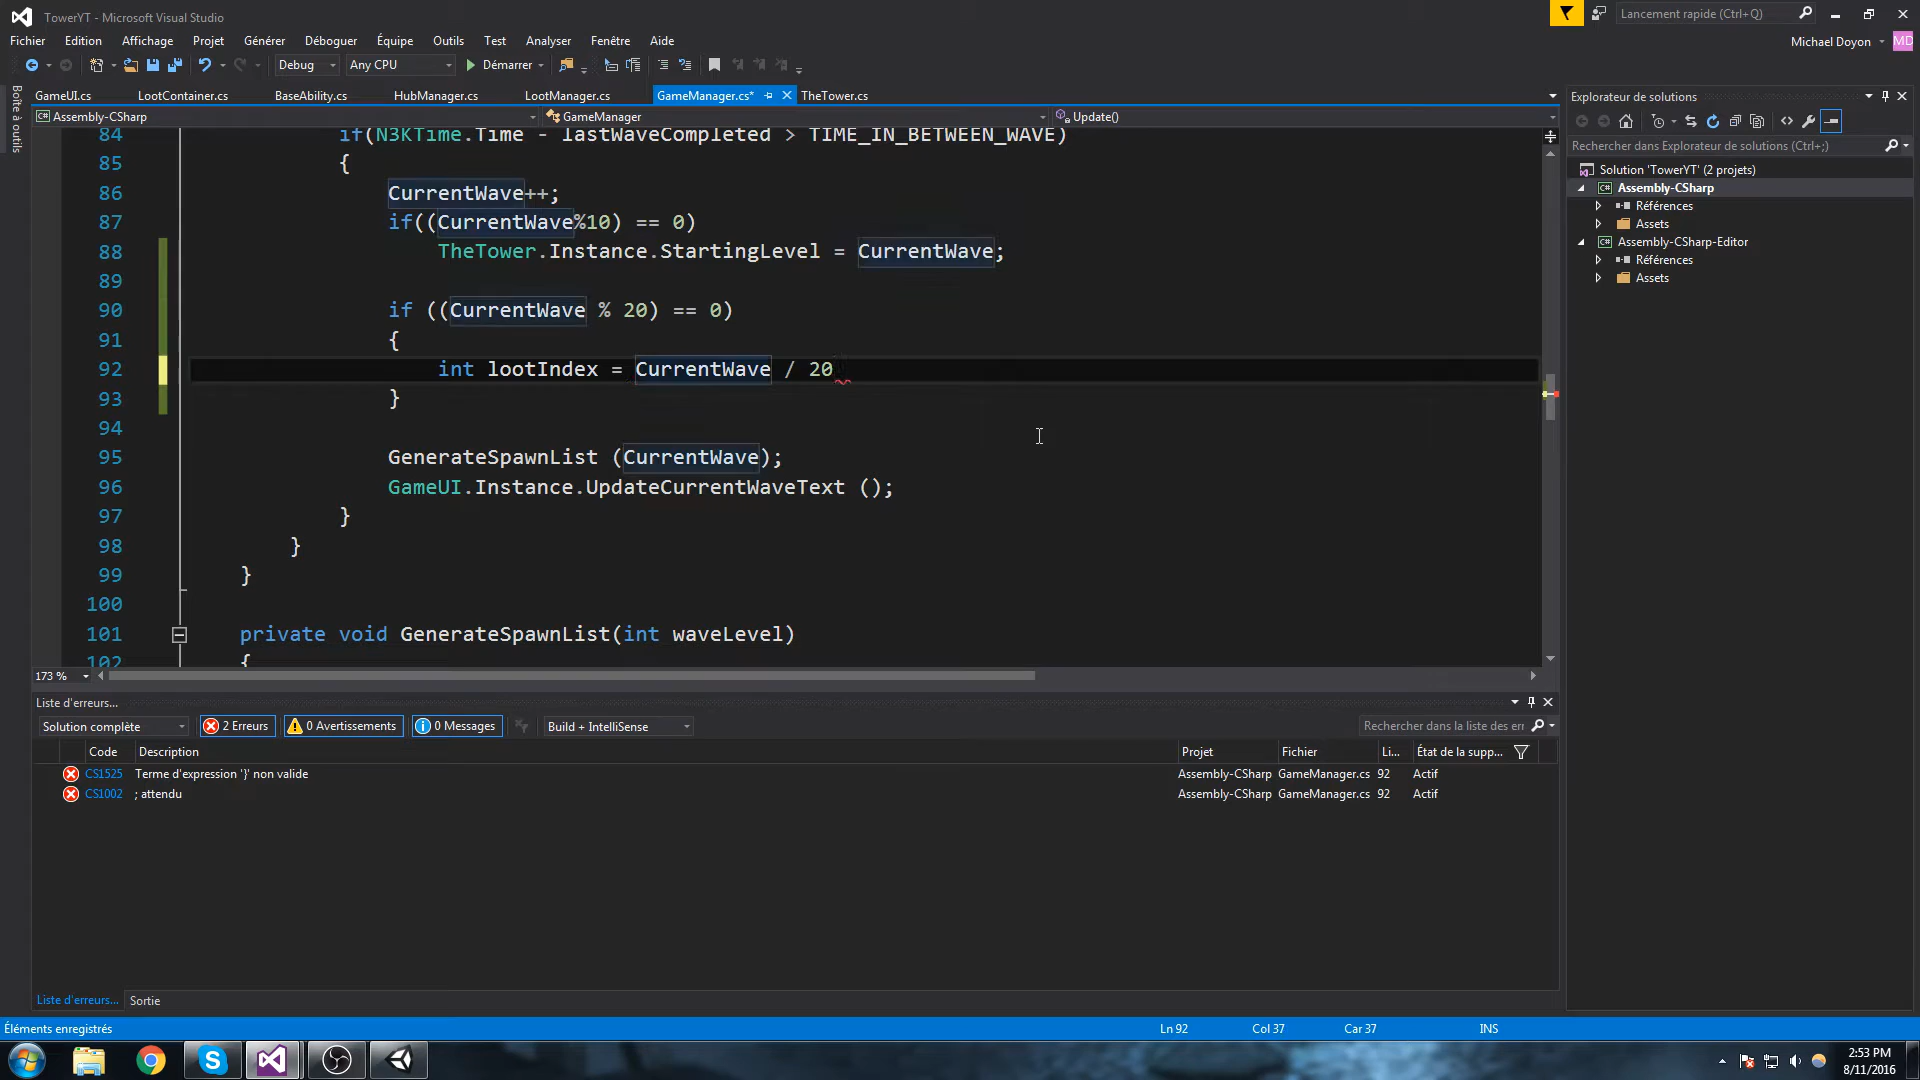 TowerYT - Microsoft Visual Studio
Lancement rapide (Ctrl+Q)
Fichier Edition Affichage Projet Générer Déboguer Équipe Outils Test Analyser Fenêtre Aide
Michael Doyon MD
Debug Any CPU Démarrer
Boîte à outils
GameUI.cs LootContainer.cs BaseAbility.cs HubManager.cs LootManager.cs GameManager.cs* TheTower.cs
Assembly-CSharp GameManager Update()
84 if(N3KTime.Time - lastWaveCompleted > TIME_IN_BETWEEN_WAVE)
85 {
86 CurrentWave++;
87 if((CurrentWave%10) == 0)
88 TheTower.Instance.StartingLevel = CurrentWave;
89
90 if ((CurrentWave % 20) == 0)
91 {
92 int lootIndex = CurrentWave / 20
93 }
94
95 GenerateSpawnList (CurrentWave);
96 GameUI.Instance.UpdateCurrentWaveText ();
97 }
98 }
99 }
100
101 private void GenerateSpawnList(int waveLevel)
102 {
173 %
Explorateur de solutions
Rechercher dans Explorateur de solutions (Ctrl+;)
Solution 'TowerYT' (2 projets)
C# Assembly-CSharp
Références
Assets
C# Assembly-CSharp-Editor
Références
Assets
Liste d'erreurs...
Solution complète 2 Erreurs 0 Avertissements 0 Messages Build + IntelliSense Rechercher dans la liste des err
Code Description Projet Fichier Li... État de la supp...
CS1525 Terme d'expression '}' non valide Assembly-CSharp GameManager.cs 92 Actif
CS1002 ; attendu Assembly-CSharp GameManager.cs 92 Actif
Liste d'erreurs... Sortie
Éléments enregistrés Ln 92 Col 37 Car 37 INS
2:53 PM
8/11/2016